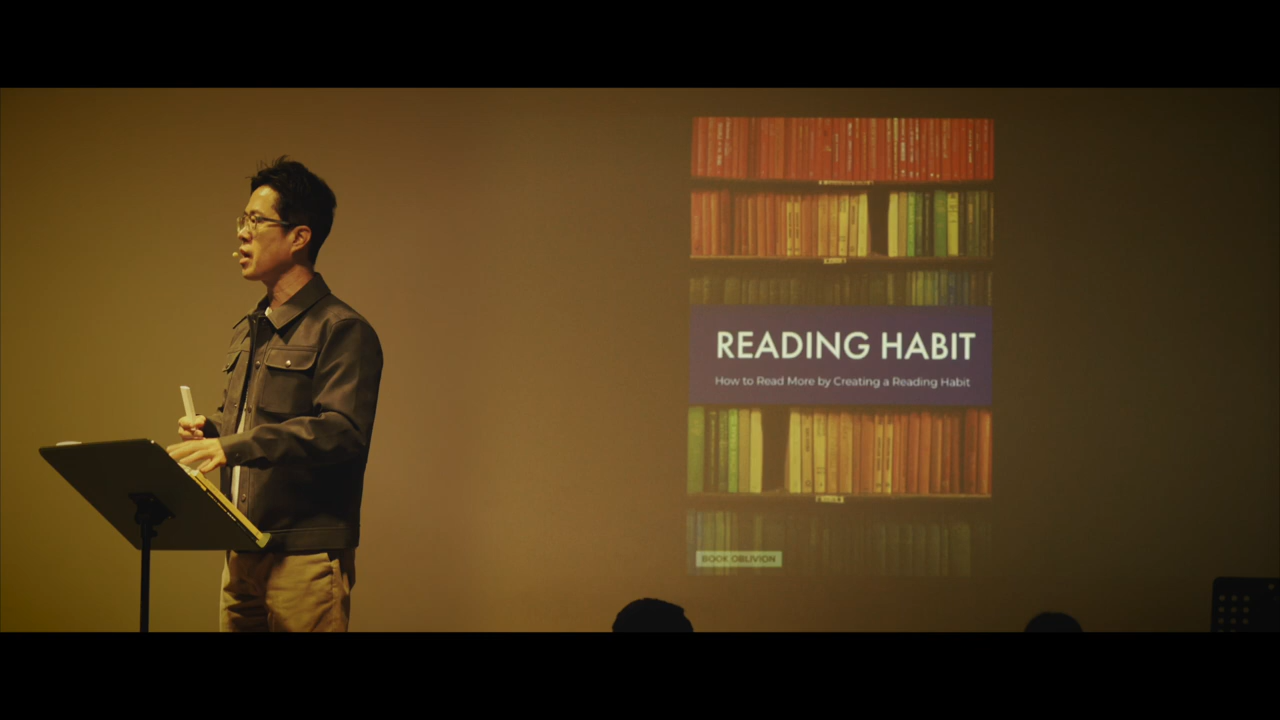 READING HABIT
How to Read More by Creating a Reading Habit
BOOK OBLIVION